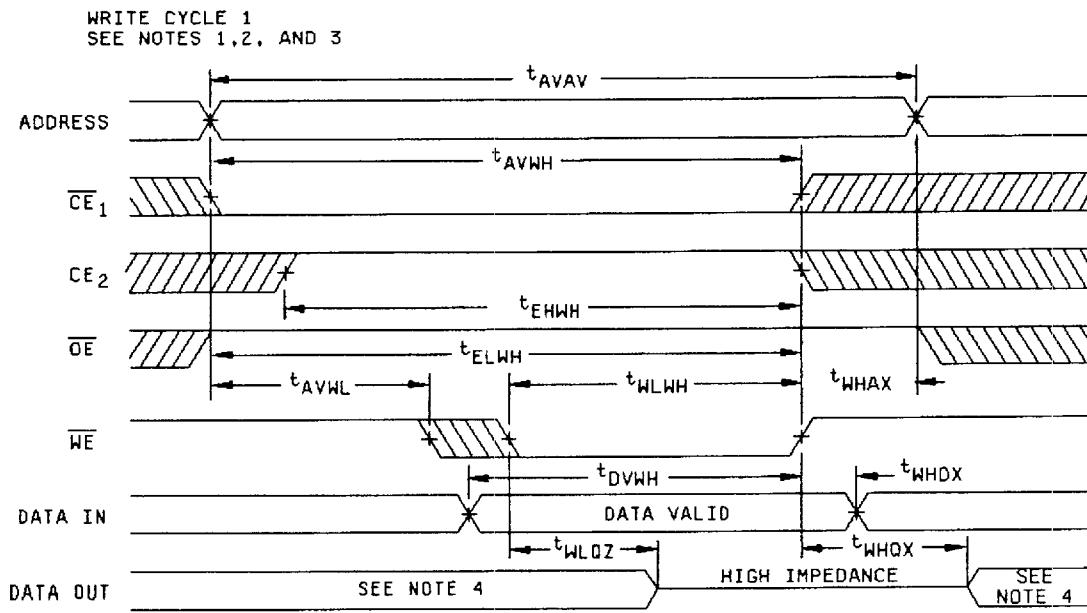 WRITE CYCLE 1
SEE NOTES 1,2, AND 3
tAVAV
ADDRESS
tAVWH
CE1
CE2
tEHWH
OE
tELWH
tAVWL
tWLWH
tWHAX
WE
tDVWH
tWHDX
DATA IN
DATA VALID
tWLQZ
tWHQX
DATA OUT
SEE NOTE 4
HIGH IMPEDANCE
SEE
NOTE 4